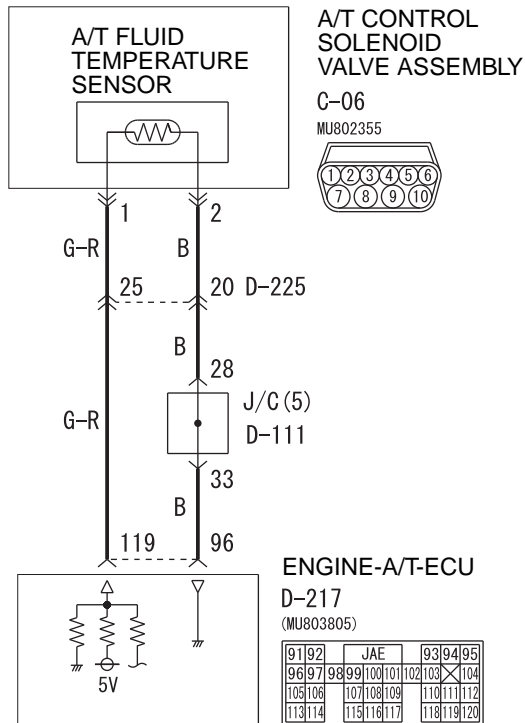 A/T FLUID
TEMPERATURE
SENSOR
A/T CONTROL
SOLENOID
VALVE ASSEMBLY
C-06
MU802355
1 2 3 4 5 6
7 8 9 10
1 2
G-R B
25 20 D-225
B
28
J/C(5)
G-R
D-111
33
B
119 96
ENGINE-A/T-ECU
D-217
(MU803805)
5V
91 92 JAE 93 94 95
96 97 98 99 100 101 102 103 104
105 106 107 108 109 110 111 112
113 114 115 116 117 118 119 120